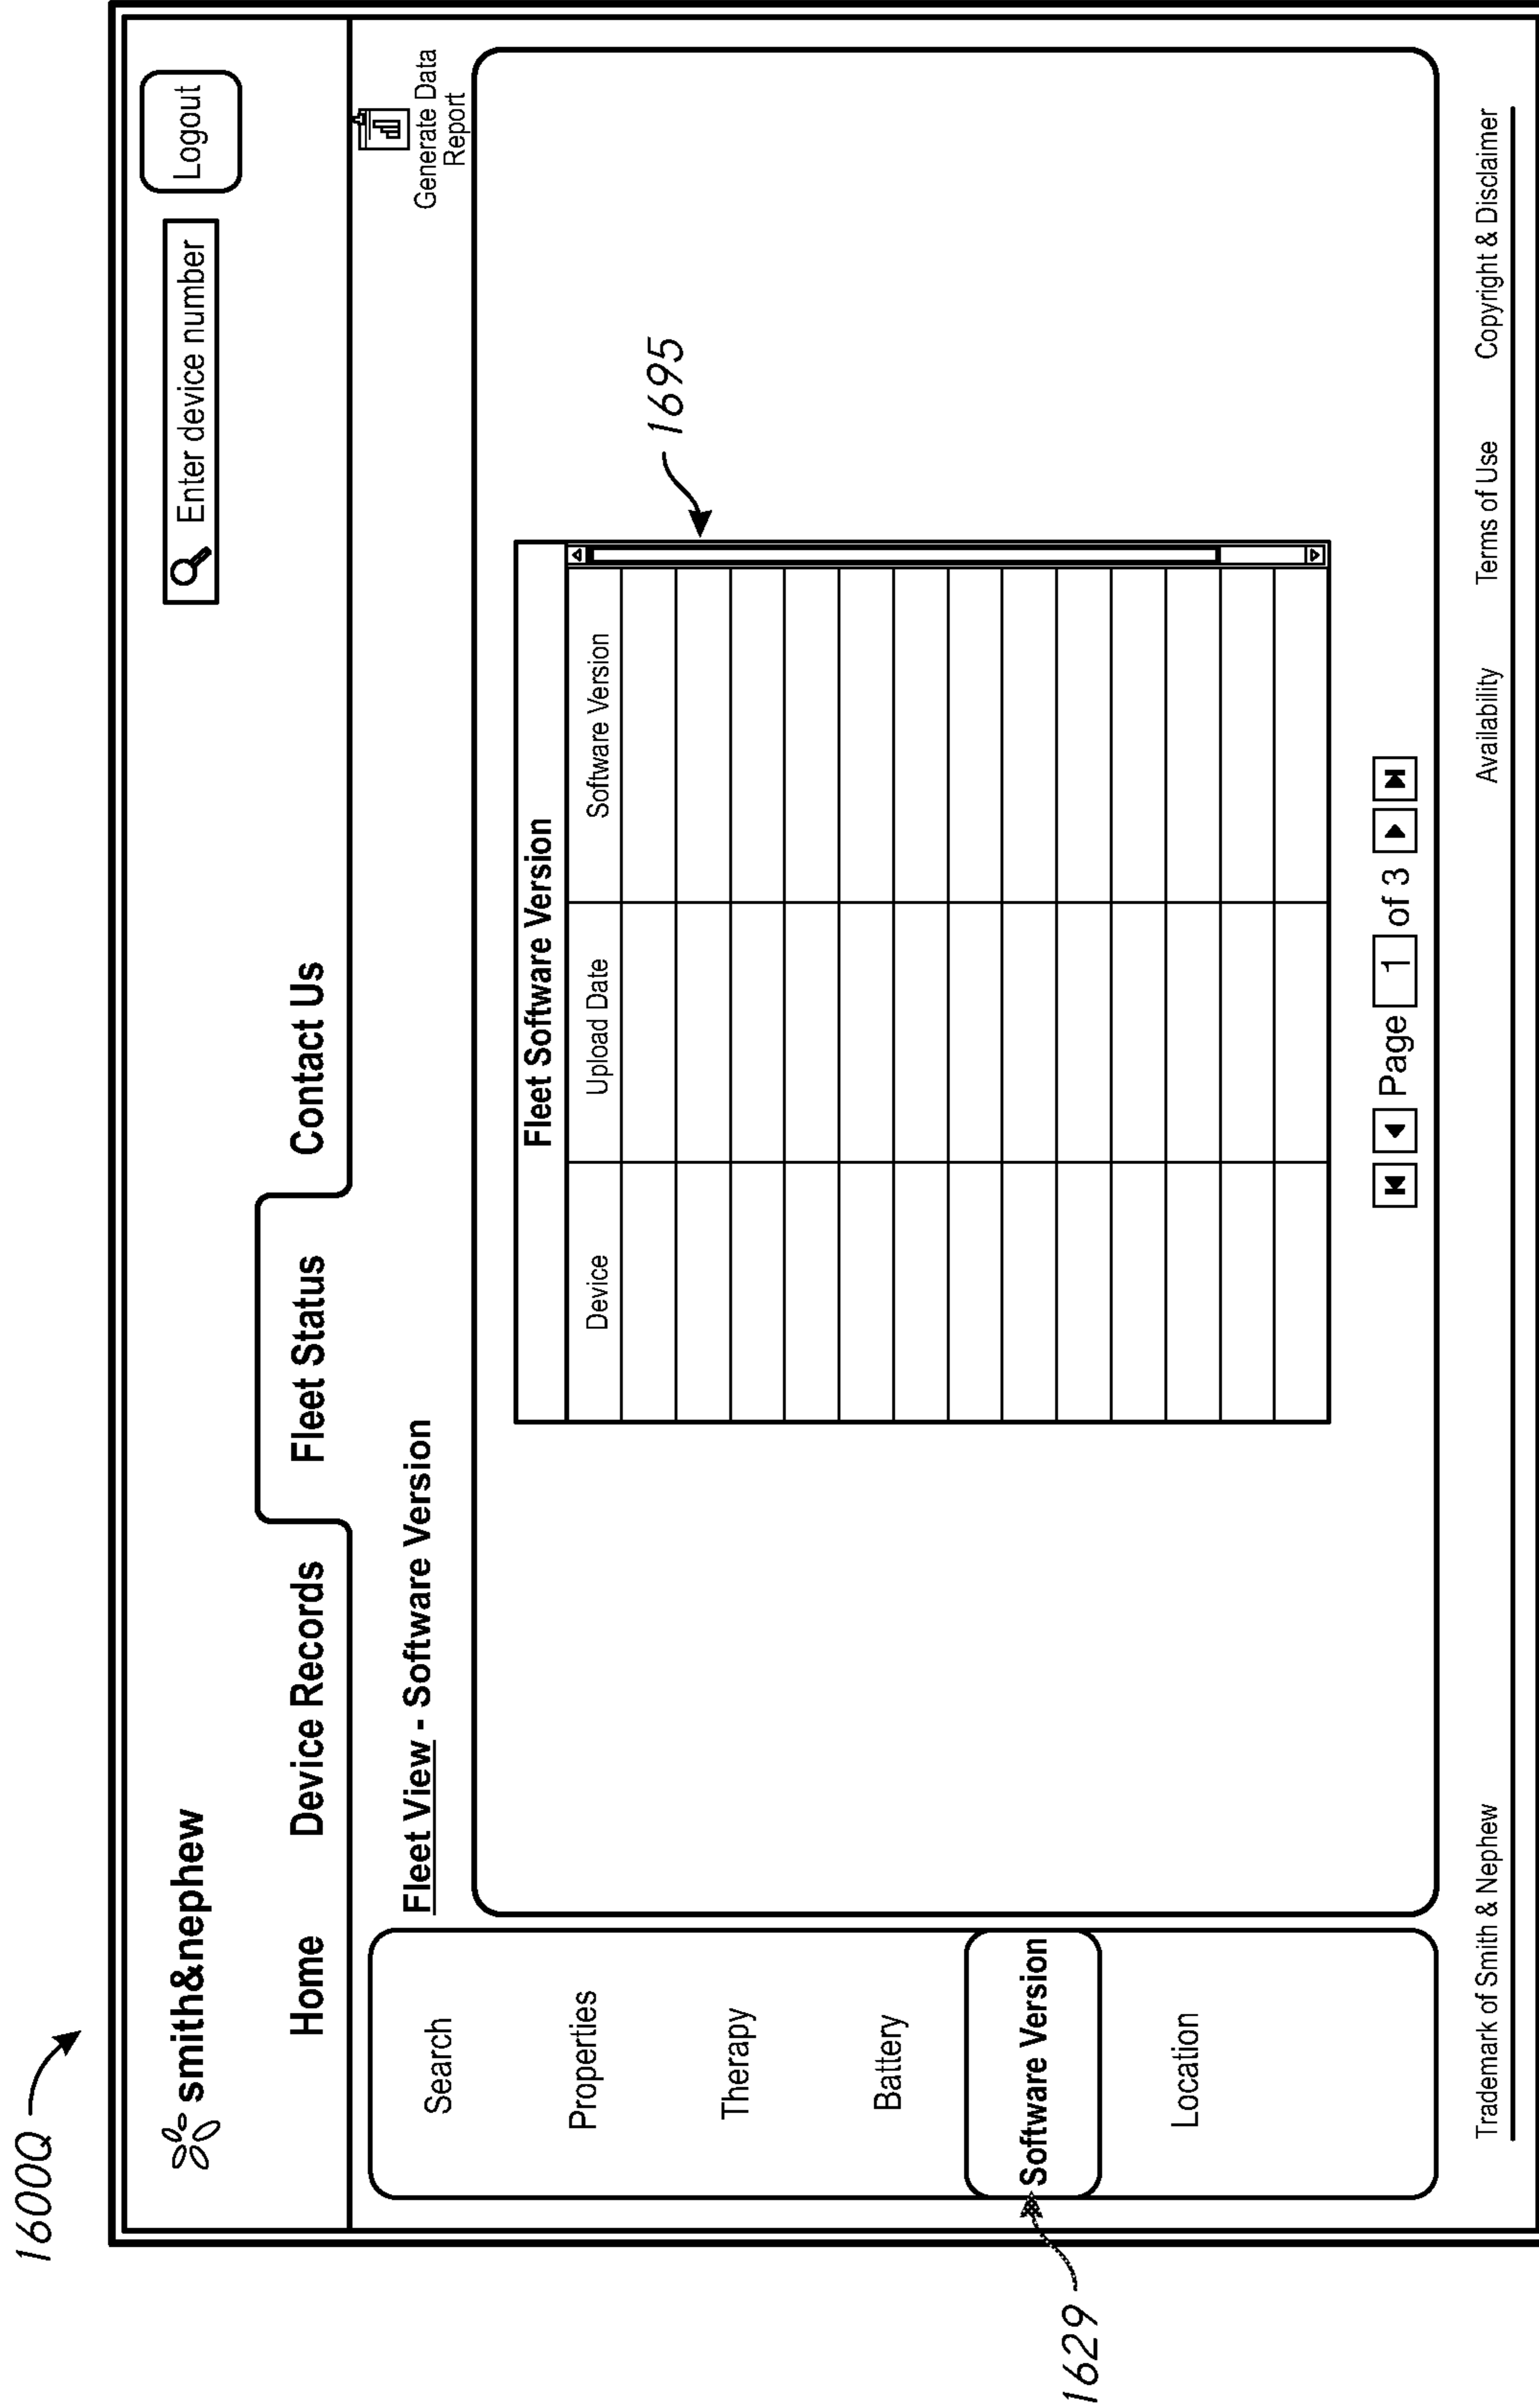 1600Q
smith&nephew
Enter device number
Logout
Home
Device Records
Fleet Status
Contact Us
Fleet View - Software Version
Generate Data
Report
Search
Properties
Therapy
Battery
Software Version
Location
1629
Fleet Software Version
Device
Upload Date
Software Version
1695
Page 1 of 3
Trademark of Smith & Nephew
Availability
Terms of Use
Copyright & Disclaimer